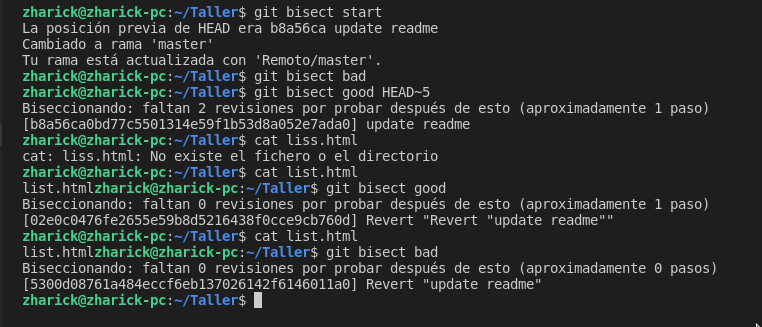 zharick@zharick-pc:~/Taller$ git bisect start
La posición previa de HEAD era b8a56ca update readme
Cambiado a rama 'master'
Tu rama está actualizada con 'Remoto/master'.
zharick@zharick-pc:~/Taller$ git bisect bad
zharick@zharick-pc:~/Taller$ git bisect good HEAD~5
Biseccionando: faltan 2 revisiones por probar después de esto (aproximadamente 1 paso)
[b8a56ca0bd77c5501314e59f1b53d8a052e7ada0] update readme
zharick@zharick-pc:~/Taller$ cat liss.html
cat: liss.html: No existe el fichero o el directorio
zharick@zharick-pc:~/Taller$ cat list.html
list.htmlzharick@zharick-pc:~/Taller$ git bisect good
Biseccionando: faltan 0 revisiones por probar después de esto (aproximadamente 1 paso)
[02e0c0476fe2655e59b8d5216438f0cce9cb760d] Revert "Revert "update readme""
zharick@zharick-pc:~/Taller$ cat list.html
list.htmlzharick@zharick-pc:~/Taller$ git bisect bad
Biseccionando: faltan 0 revisiones por probar después de esto (aproximadamente 0 pasos)
[5300d08761a484eccf6eb137026142f6146011a0] Revert "update readme"
zharick@zharick-pc:~/Taller$